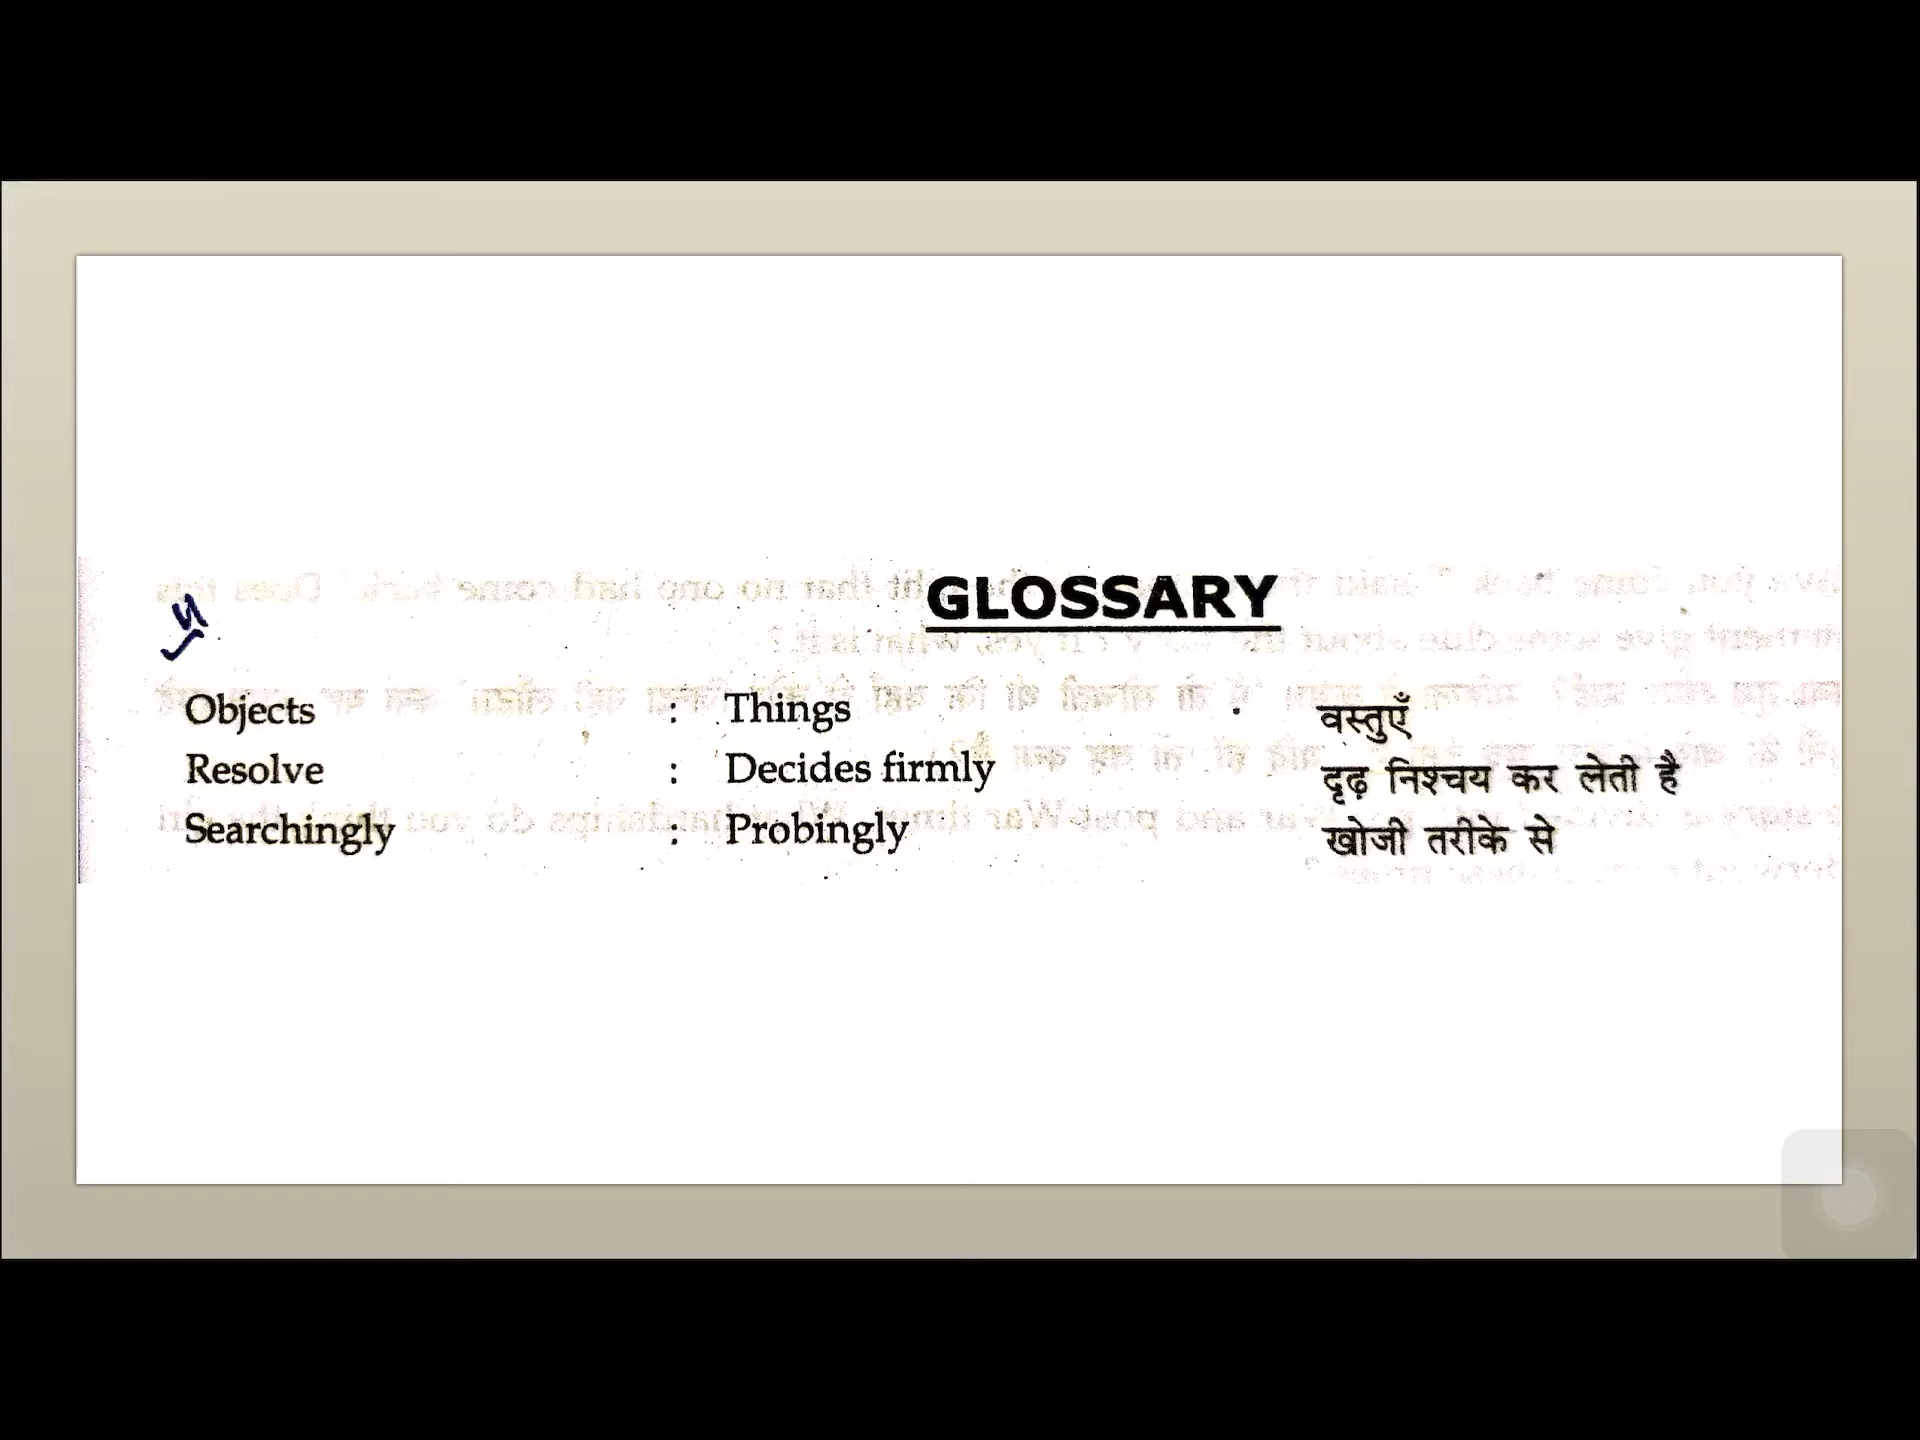 GLOSSARY
Objects : Things वस्तुएँ
Resolve : Decides firmly दृढ़ निश्चय कर लेती है
Searchingly : Probingly खोजी तरीके से